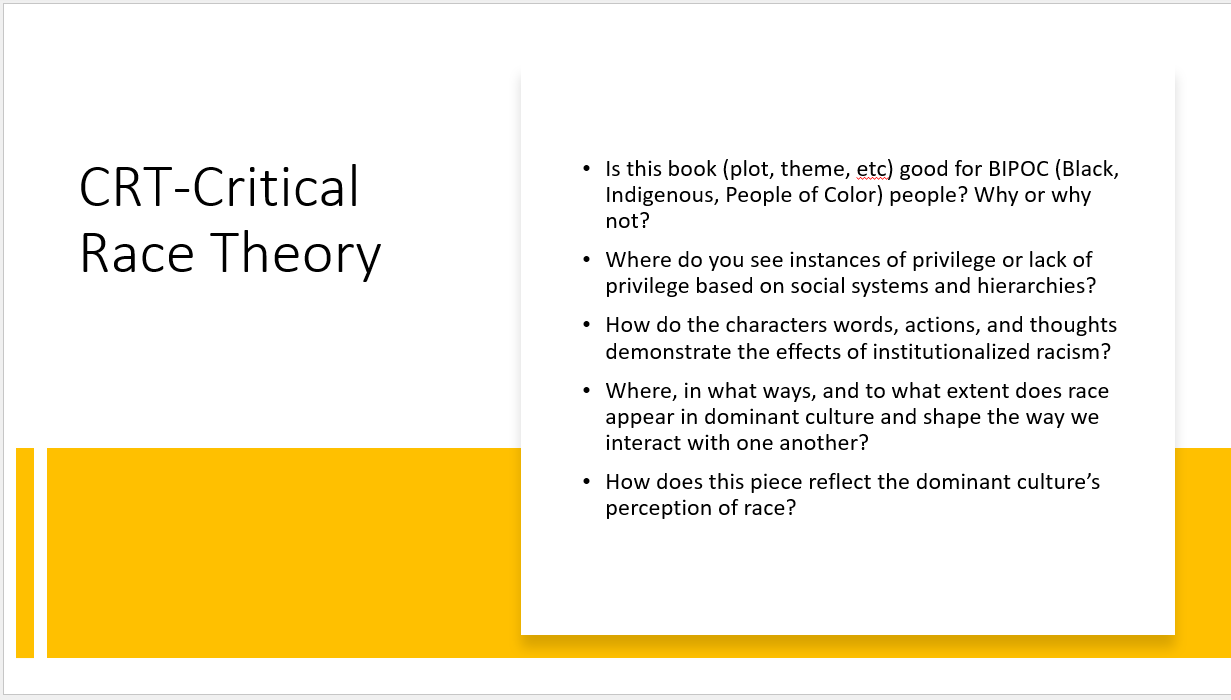 CRT-Critical
Race Theory
• Is this book (plot, theme, etc) good for BIPOC (Black,
Indigenous, People of Color) people? Why or why
not?
• Where do you see instances of privilege or lack of
privilege based on social systems and hierarchies?
• How do the characters words, actions, and thoughts
demonstrate the effects of institutionalized racism?
• Where, in what ways, and to what extent does race
appear in dominant culture and shape the way we
interact with one another?
• How does this piece reflect the dominant culture’s
perception of race?